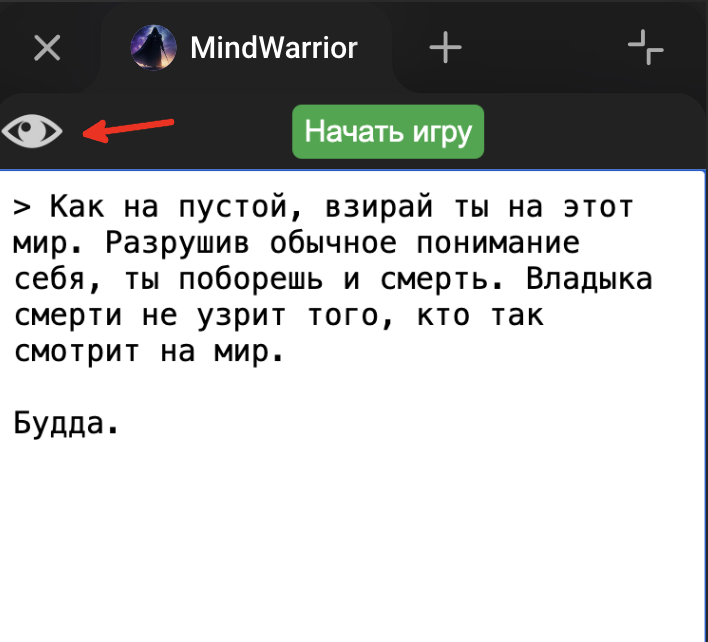 MindWarrior
Начать игру
> Как на пустой, взирай ты на этот
мир. Разрушив обычное понимание
себя, ты поборешь и смерть. Владыка
смерти не узрит того, кто так
смотрит на мир.
Будда.